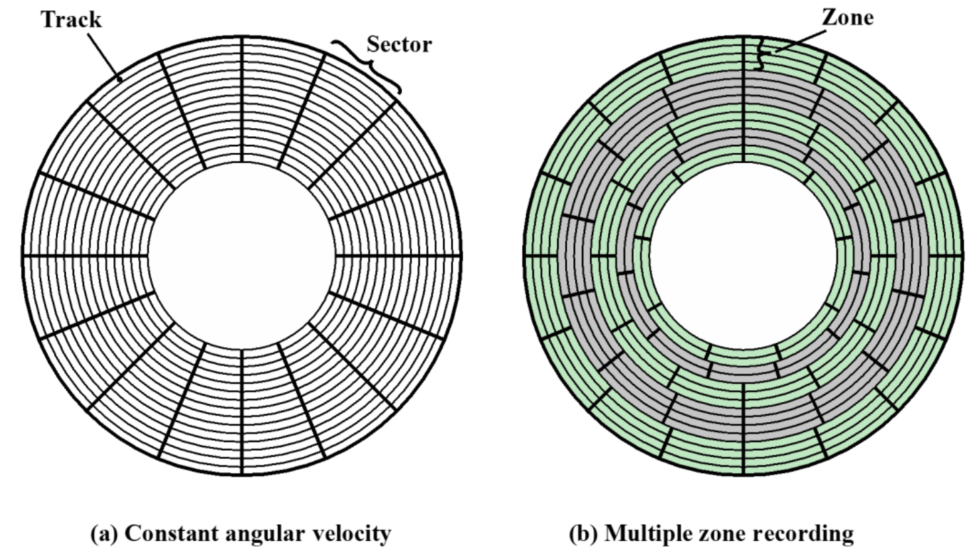 Track
Sector
Zone
(a) Constant angular velocity
(b) Multiple zone recording